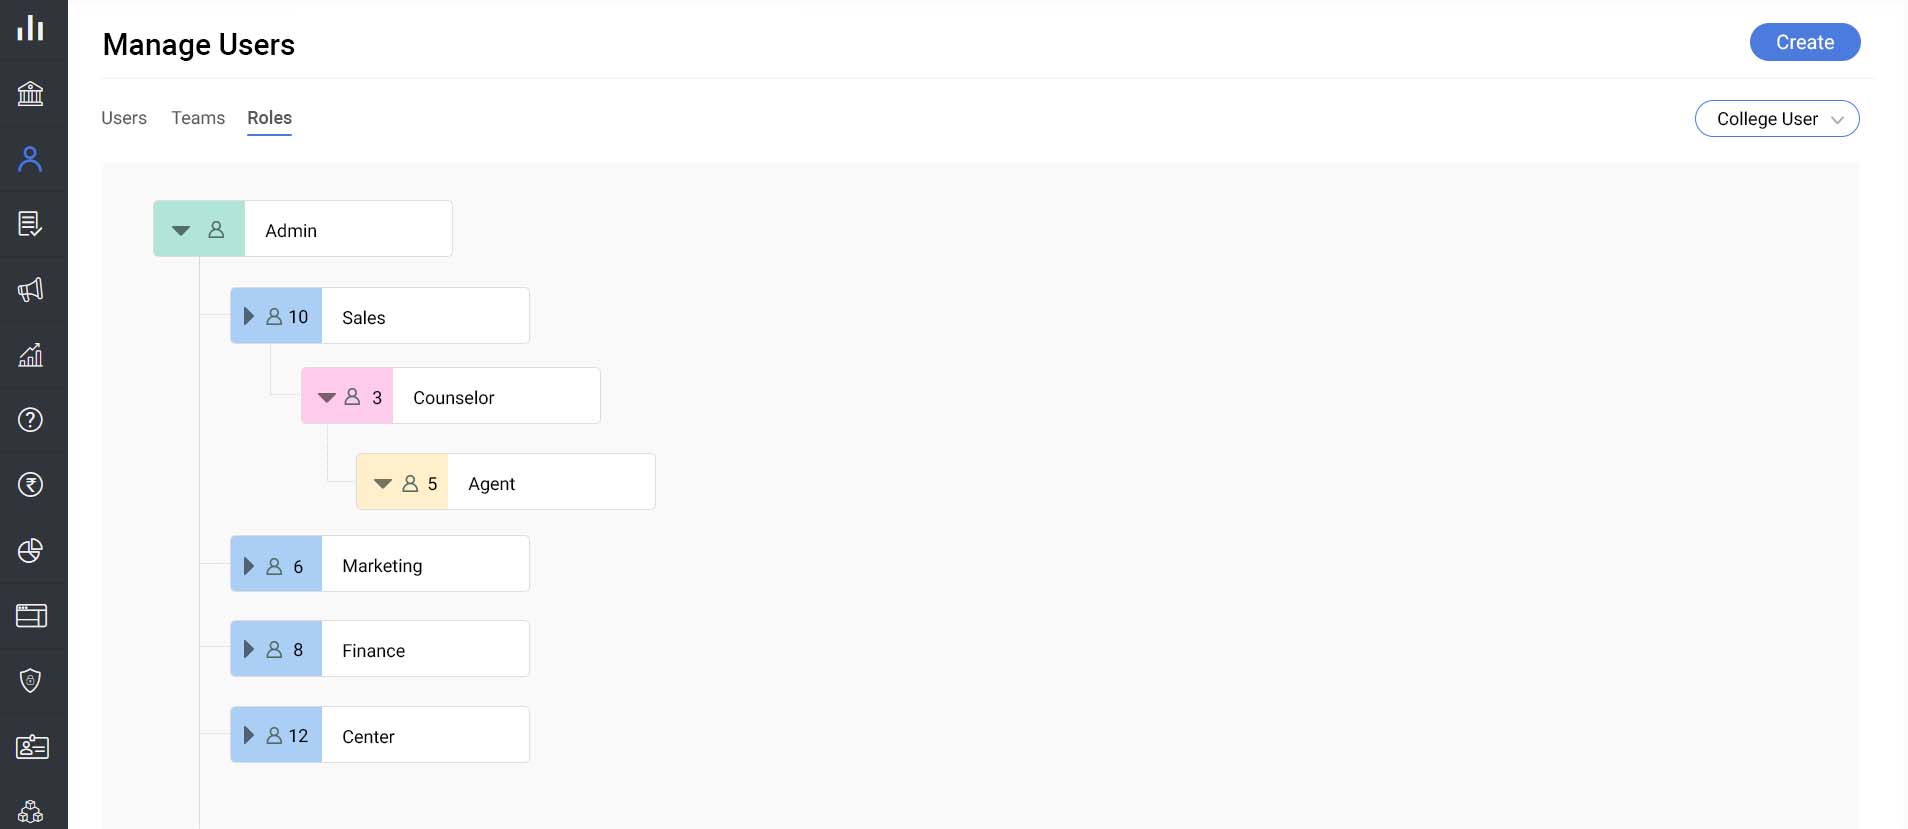 Manage Users
Create
Users Teams Roles
College User
Admin
10 Sales
3 Counselor
5 Agent
6 Marketing
8 Finance
12 Center